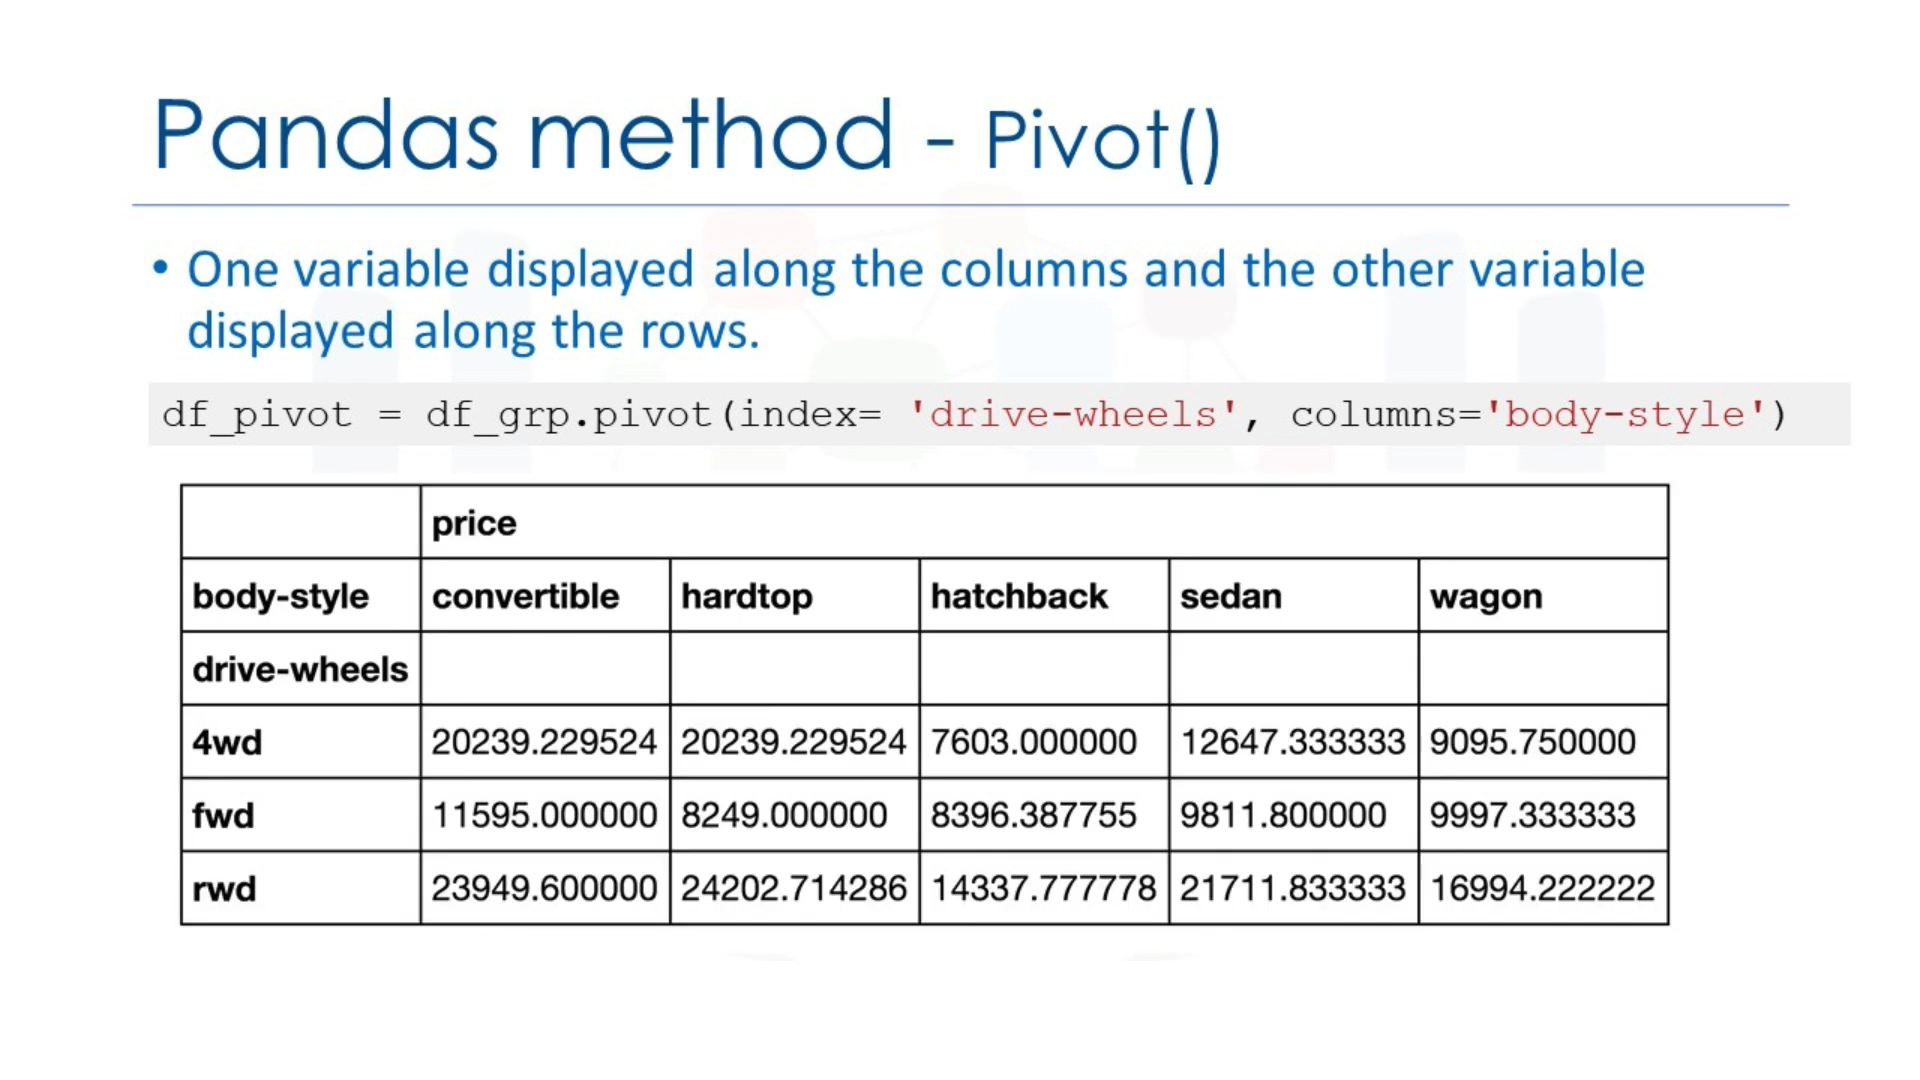 Pandas method - Pivot()
• One variable displayed along the columns and the other variable
displayed along the rows.
df_pivot = df_grp.pivot(index= 'drive-wheels', columns='body-style')
price
body-style convertible hardtop hatchback sedan wagon
drive-wheels
4wd 20239.229524 20239.229524 7603.000000 12647.333333 9095.750000
fwd 11595.000000 8249.000000 8396.387755 9811.800000 9997.333333
rwd 23949.600000 24202.714286 14337.777778 21711.833333 16994.222222